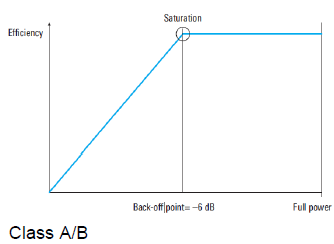 Saturation
Efficiency
Back-off point= –6 dB
Full power
Class A/B